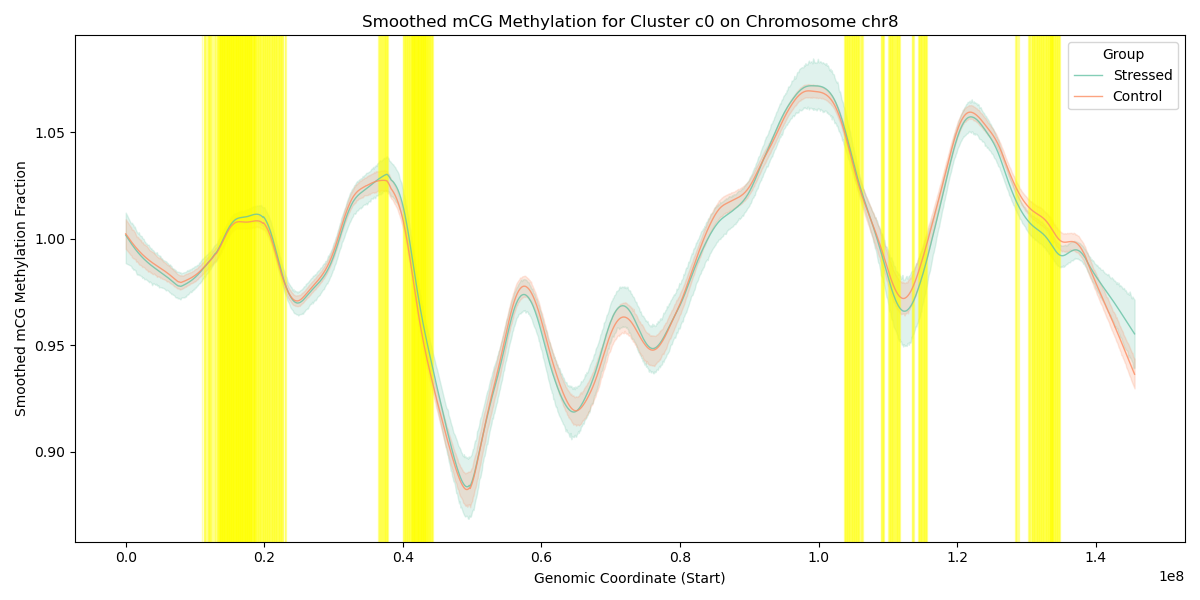 Smoothed mCG Methylation for Cluster c0 on Chromosome chr8
Group
Stressed
Control
Smoothed mCG Methylation Fraction
1.05
1.00
0.95
0.90
0.0
0.2
0.4
0.6
0.8
1.0
1.2
1.4
1e8
Genomic Coordinate (Start)